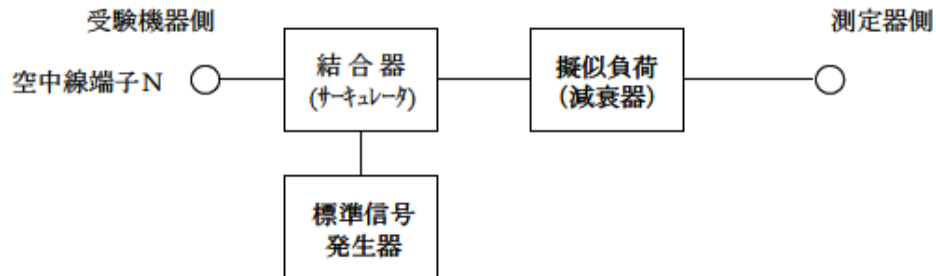 受験機器側
測定器側
空中線端子N
結合器
(サーキュレータ)
擬似負荷
(減衰器)
標準信号
発生器